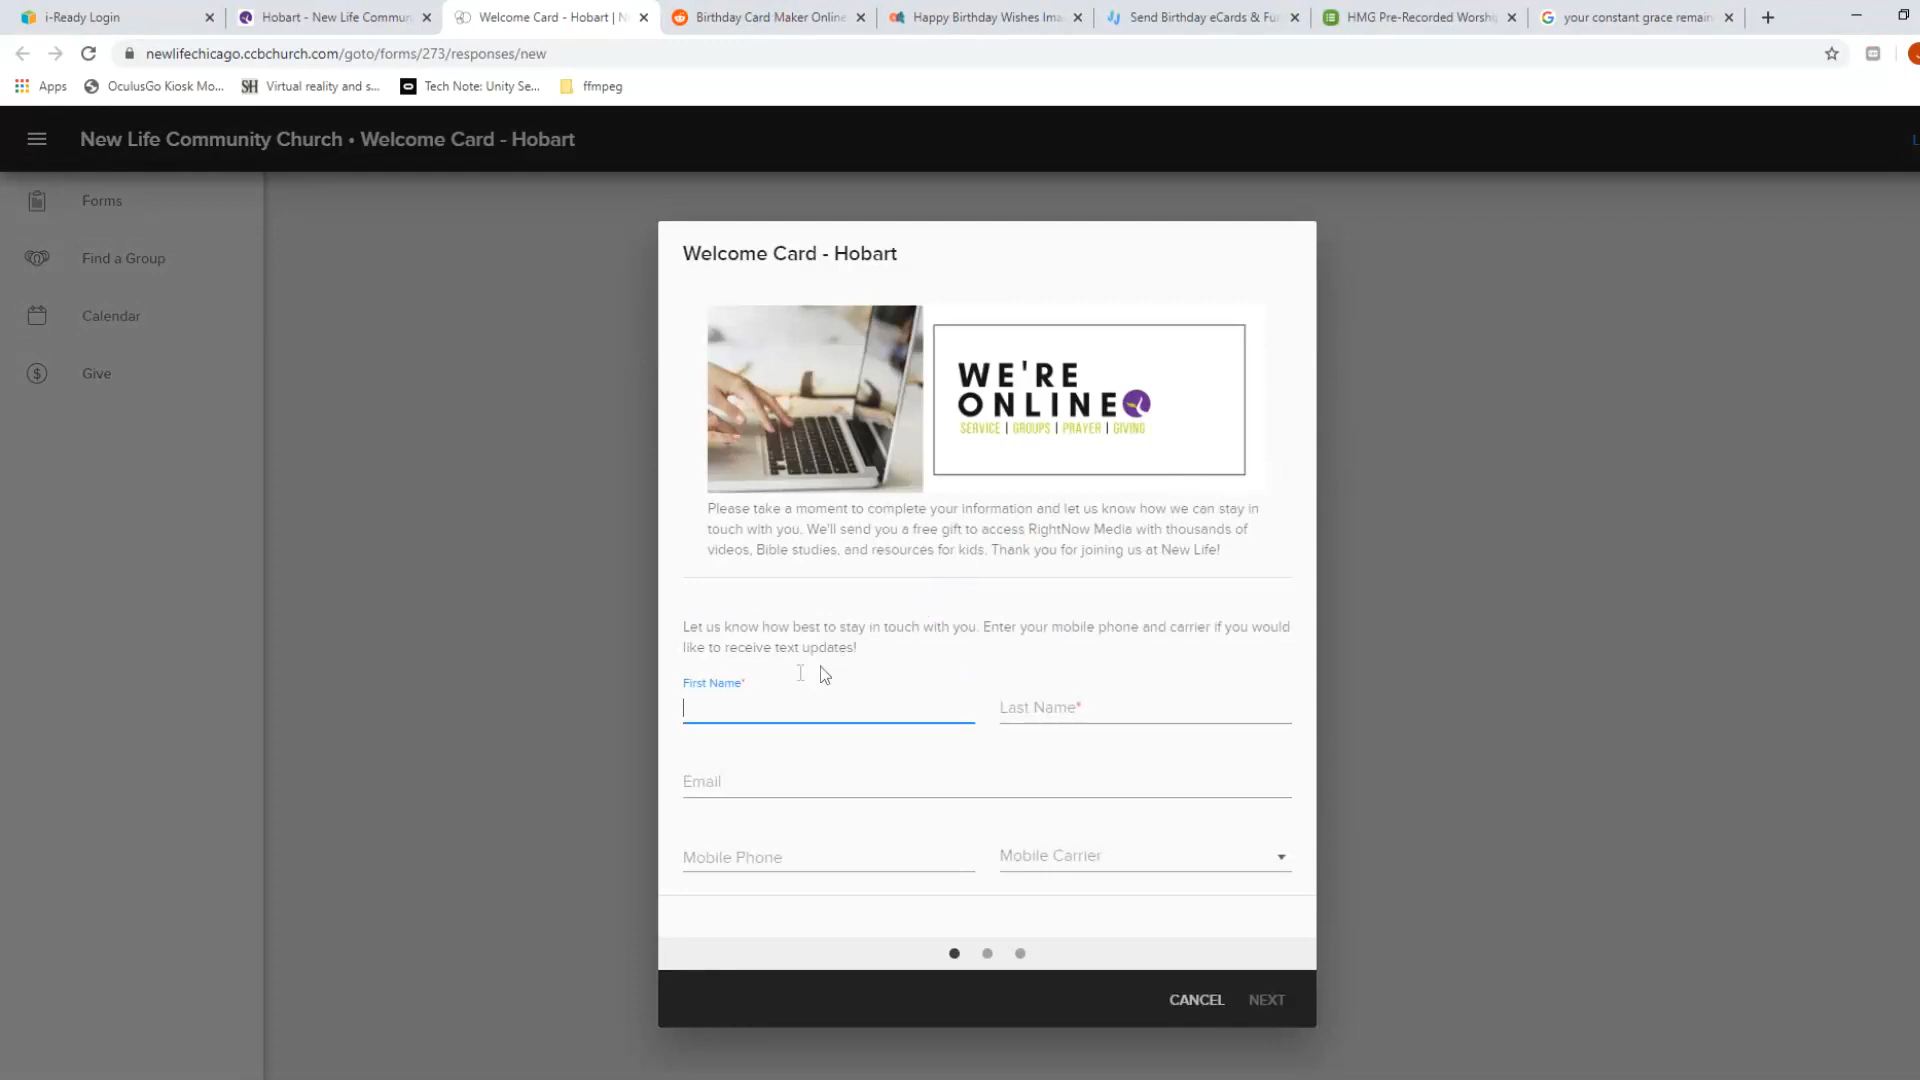 i-Ready Login
Hobart - New Life Commun
Welcome Card - Hobart | N
Birthday Card Maker Online
Happy Birthday Wishes Ima
Send Birthday eCards & Fu
HMG Pre-Recorded Worshi
your constant grace remain
newlifechicago.ccbchurch.com/goto/forms/273/responses/new
Apps
OculusGo Kiosk Mo...
SH Virtual reality and s...
Tech Note: Unity Se...
ffmpeg
New Life Community Church • Welcome Card - Hobart
L
Forms
Find a Group
Calendar
Give
Welcome Card - Hobart
WE'RE
ONLINE
SERVICE | GROUPS | PRAYER | GIVING
Please take a moment to complete your information and let us know how we can stay in
touch with you. We'll send you a free gift to access RightNow Media with thousands of
videos, Bible studies, and resources for kids. Thank you for joining us at New Life!
Let us know how best to stay in touch with you. Enter your mobile phone and carrier if you would
like to receive text updates!
First Name*
Last Name*
Email
Mobile Phone
Mobile Carrier
CANCEL
NEXT